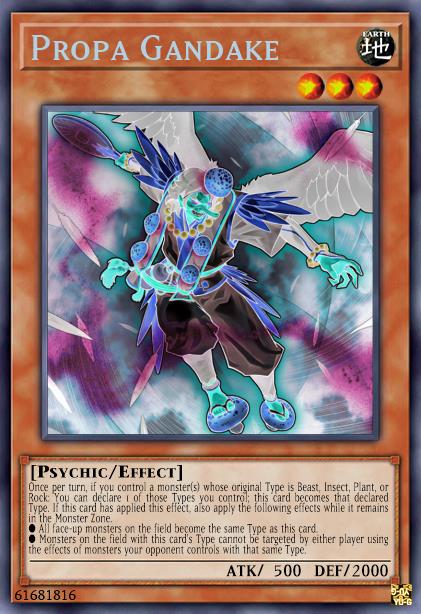 PROPA GANDAKE
EARTH
地
[PSYCHIC/EFFECT]
Once per turn, if you control a monster(s) whose original Type is Beast, Insect, Plant, or
Rock: You can declare 1 of those Types you control; this card becomes that declared
Type. If this card has applied this effect, also apply the following effects while it remains
in the Monster Zone.
● All face-up monsters on the field become the same Type as this card.
● Monsters on the field with this card's Type cannot be targeted by either player using
the effects of monsters your opponent controls with that same Type.
ATK/ 500 DEF/2000
61681816